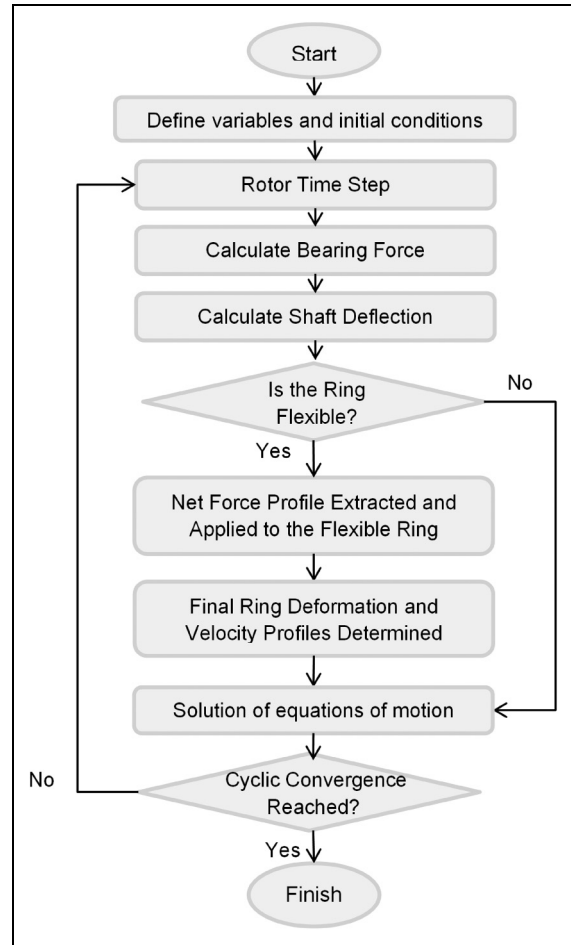 Start
Define variables and initial conditions
Rotor Time Step
Calculate Bearing Force
Calculate Shaft Deflection
Is the Ring
Flexible?
No
Yes
Net Force Profile Extracted and
Applied to the Flexible Ring
Final Ring Deformation and
Velocity Profiles Determined
Solution of equations of motion
Cyclic Convergence
Reached?
No
Yes
Finish